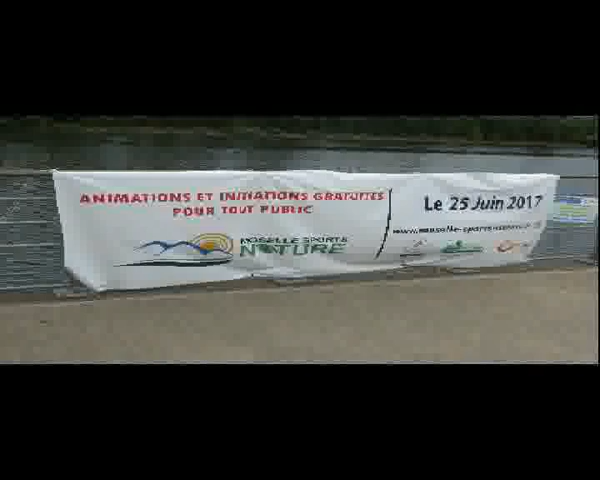 ANIMATIONS ET INITIATIONS GRATUITES
POUR TOUT PUBLIC
MOSELLE SPORTS
NATURE
Le 25 Juin 2017